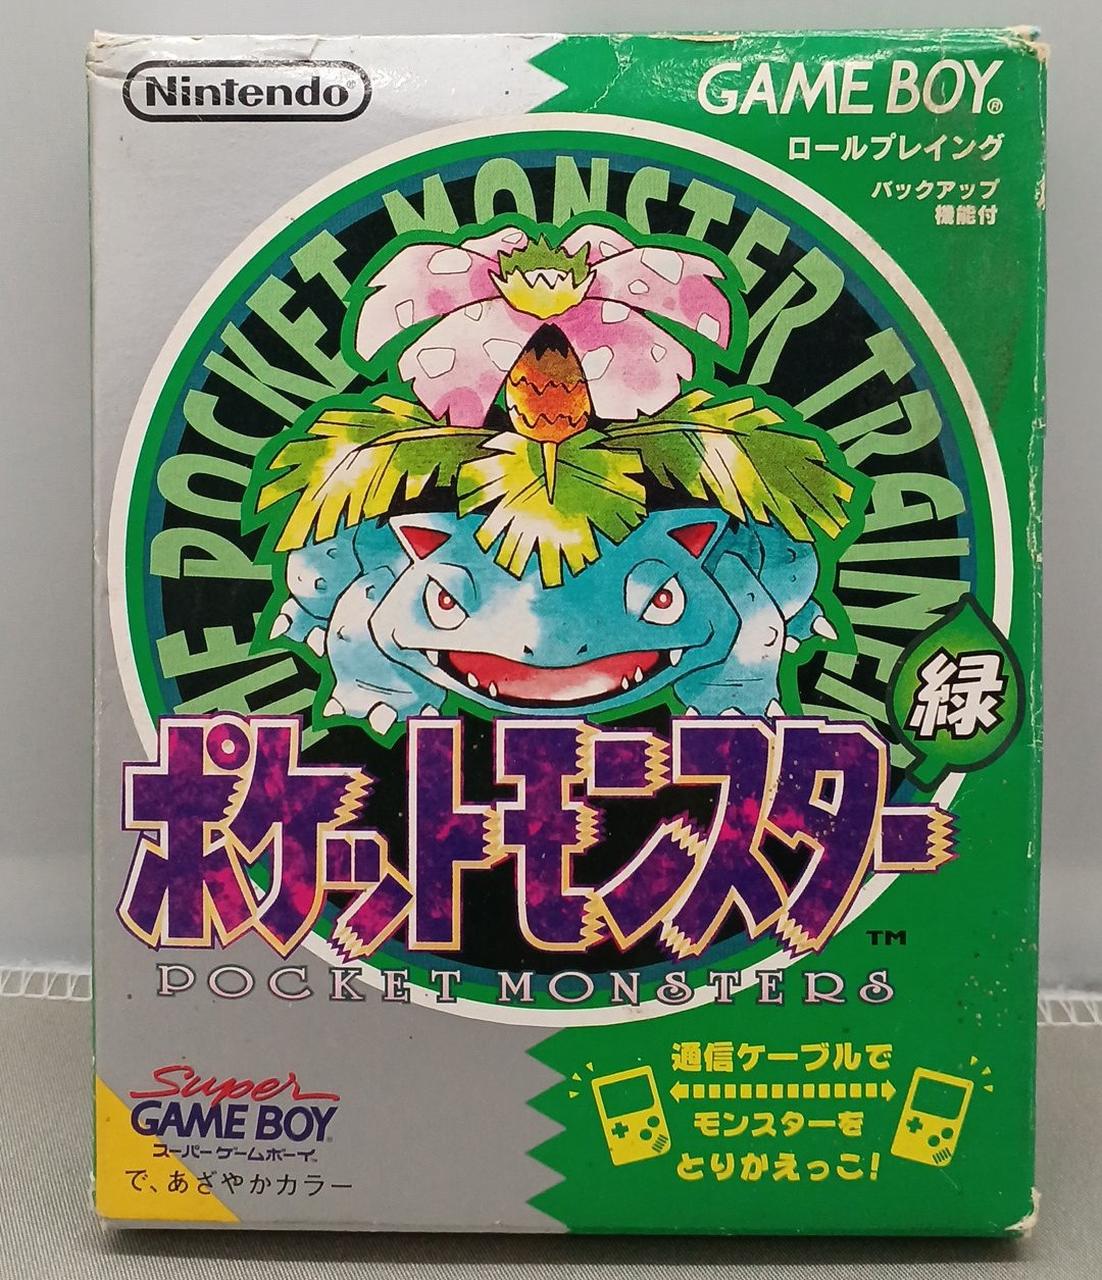 Nintendo®
GAME BOY®
ロールプレイング
バックアップ
機能付
THE POCKET MONSTER TRAINER
緑
ポケットモンスター
TM
POCKET MONSTERS
通信ケーブルで
モンスターを
とりかえっこ!
Super
GAME BOY
スーパーゲームボーイ™
で、あざやかカラー